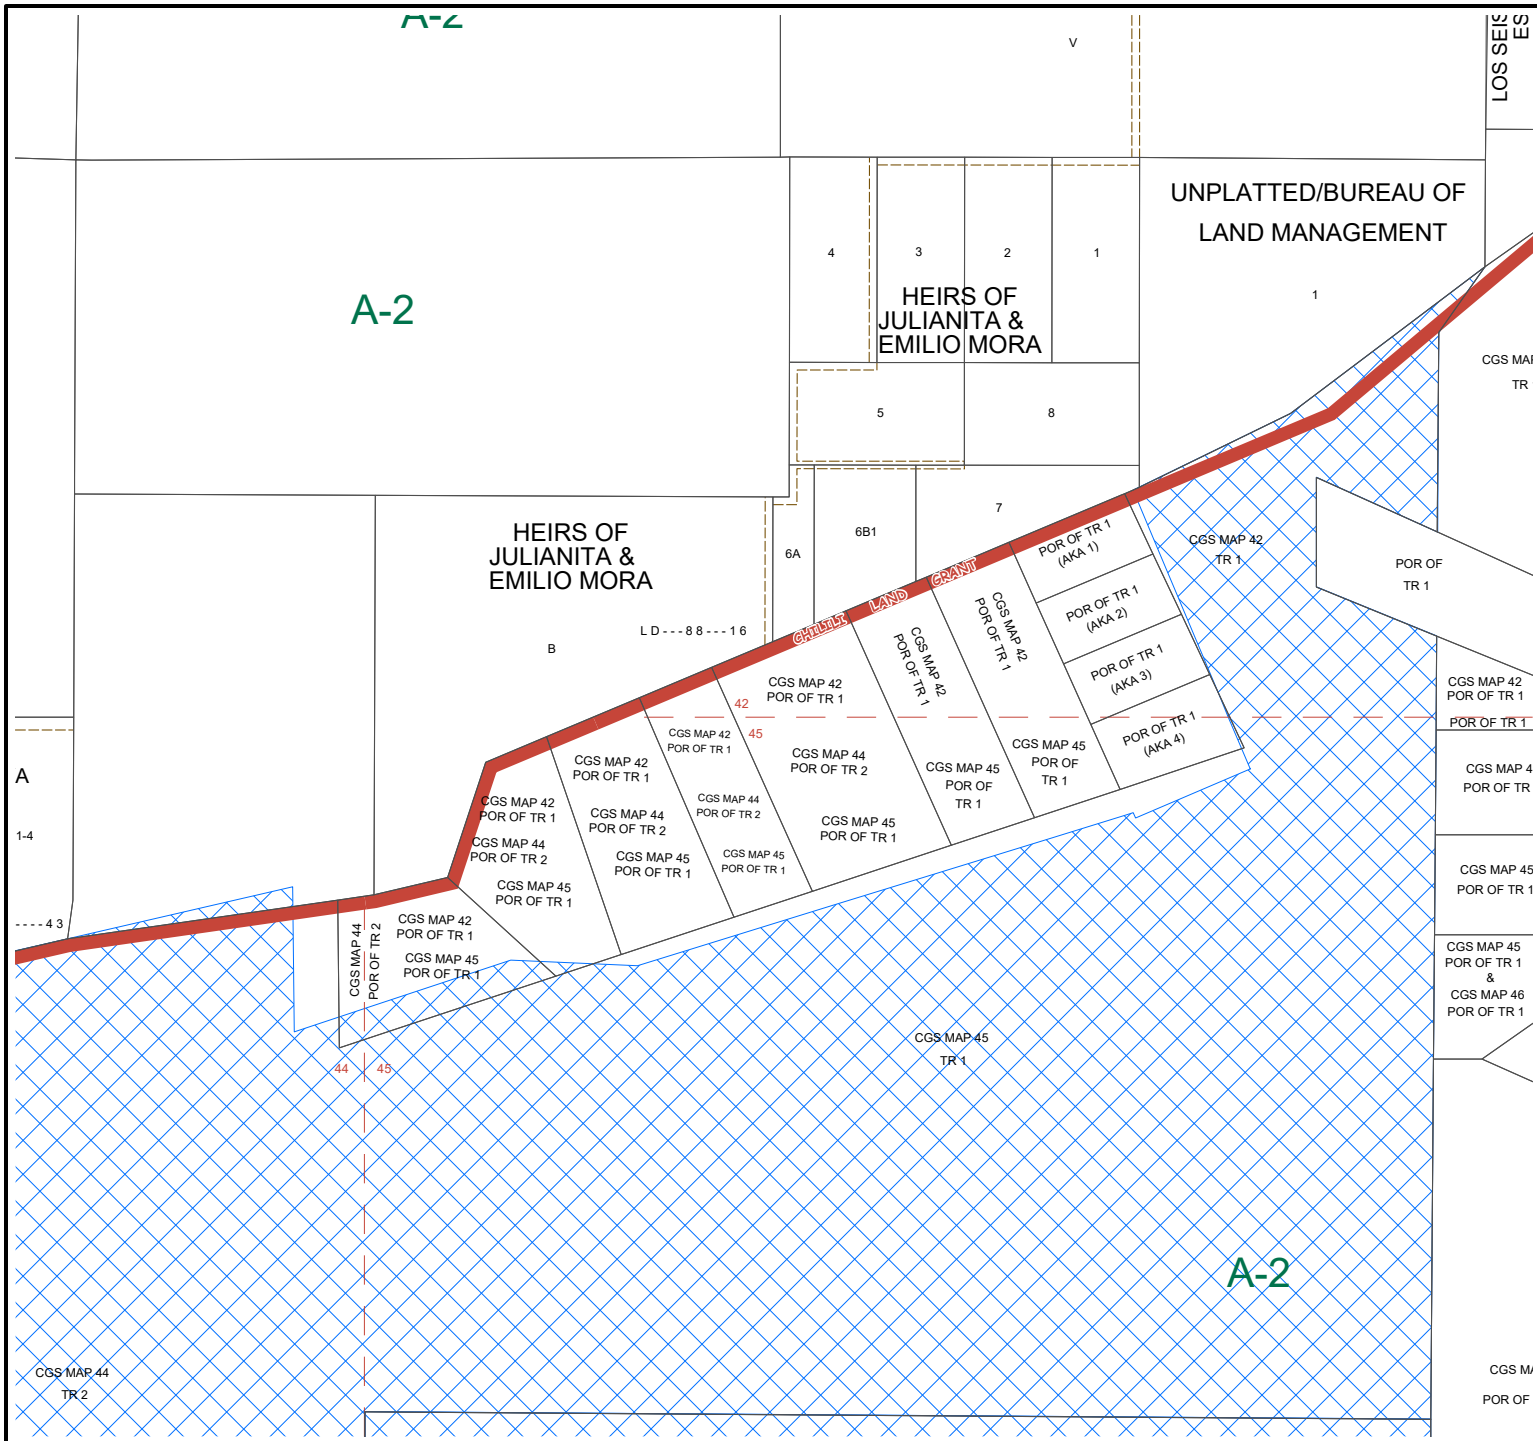 A-2
V
LOS SEIS
ES
UNPLATTED/BUREAU OF
LAND MANAGEMENT
4
3
2
1
1
HEIRS OF
JULIANITA &
EMILIO MORA
A-2
CGS MAP
TR
5
8
7
6B1
6A
HEIRS OF
JULIANITA &
EMILIO MORA
LD---88---16
B
CHILILI LAND GRANT
POR OF TR 1
(AKA 1)
POR OF TR 1
(AKA 2)
POR OF TR 1
(AKA 3)
POR OF TR 1
(AKA 4)
CGS MAP 42
TR 1
POR OF
TR 1
CGS MAP 42
POR OF TR 1
CGS MAP 42
POR OF TR 1
CGS MAP 42
POR OF TR 1
42
45
CGS MAP 42
POR OF TR 1
CGS MAP 42
POR OF TR 1
CGS MAP 42
POR OF TR 1
CGS MAP 44
POR OF TR 2
CGS MAP 45
POR OF TR 1
CGS MAP 45
POR OF
TR 1
CGS MAP 45
POR OF
TR 1
CGS MAP 44
POR OF TR 2
CGS MAP 45
POR OF TR 1
CGS MAP 44
POR OF TR 2
CGS MAP 45
POR OF TR 1
CGS MAP 44
POR OF TR 2
CGS MAP 45
POR OF TR 1
CGS MAP 42
POR OF TR 1
POR OF TR 1
CGS MAP 4
POR OF TR
CGS MAP 45
POR OF TR 1
CGS MAP 45
POR OF TR 1
&
CGS MAP 46
POR OF TR 1
A
1-4
----43
CGS MAP 44
POR OF TR 2
CGS MAP 42
POR OF TR 1
CGS MAP 45
POR OF TR 1
44
45
CGS MAP 45
TR 1
A-2
CGS MAP 44
TR 2
CGS MA
POR OF